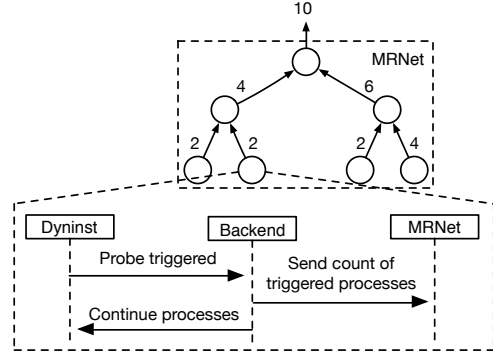 10
MRNet
4
6
2
2
2
4
Dyninst
Backend
MRNet
Probe triggered
Send count of
triggered processes
Continue processes